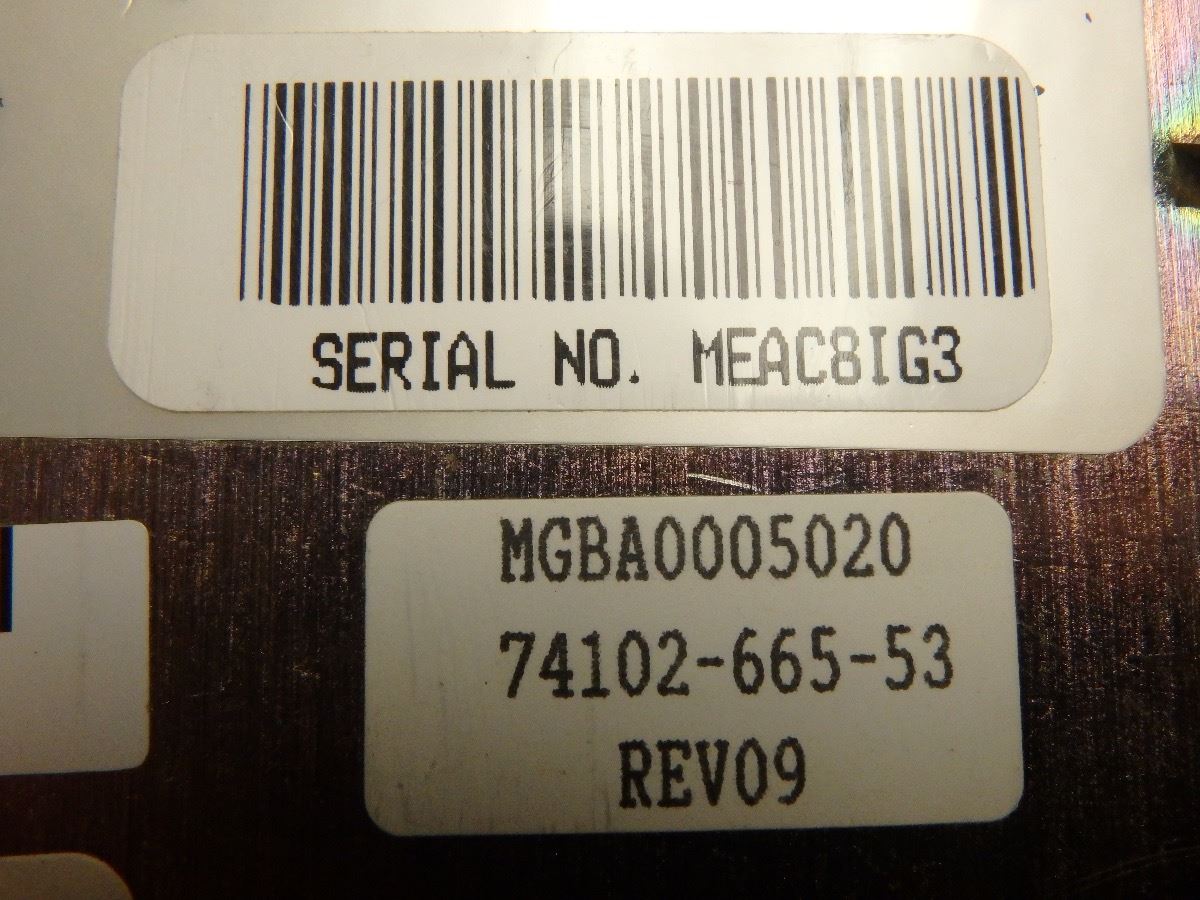 SERIAL NO. MEAC8IG3
MGBA0005020
74102-665-53
REV09